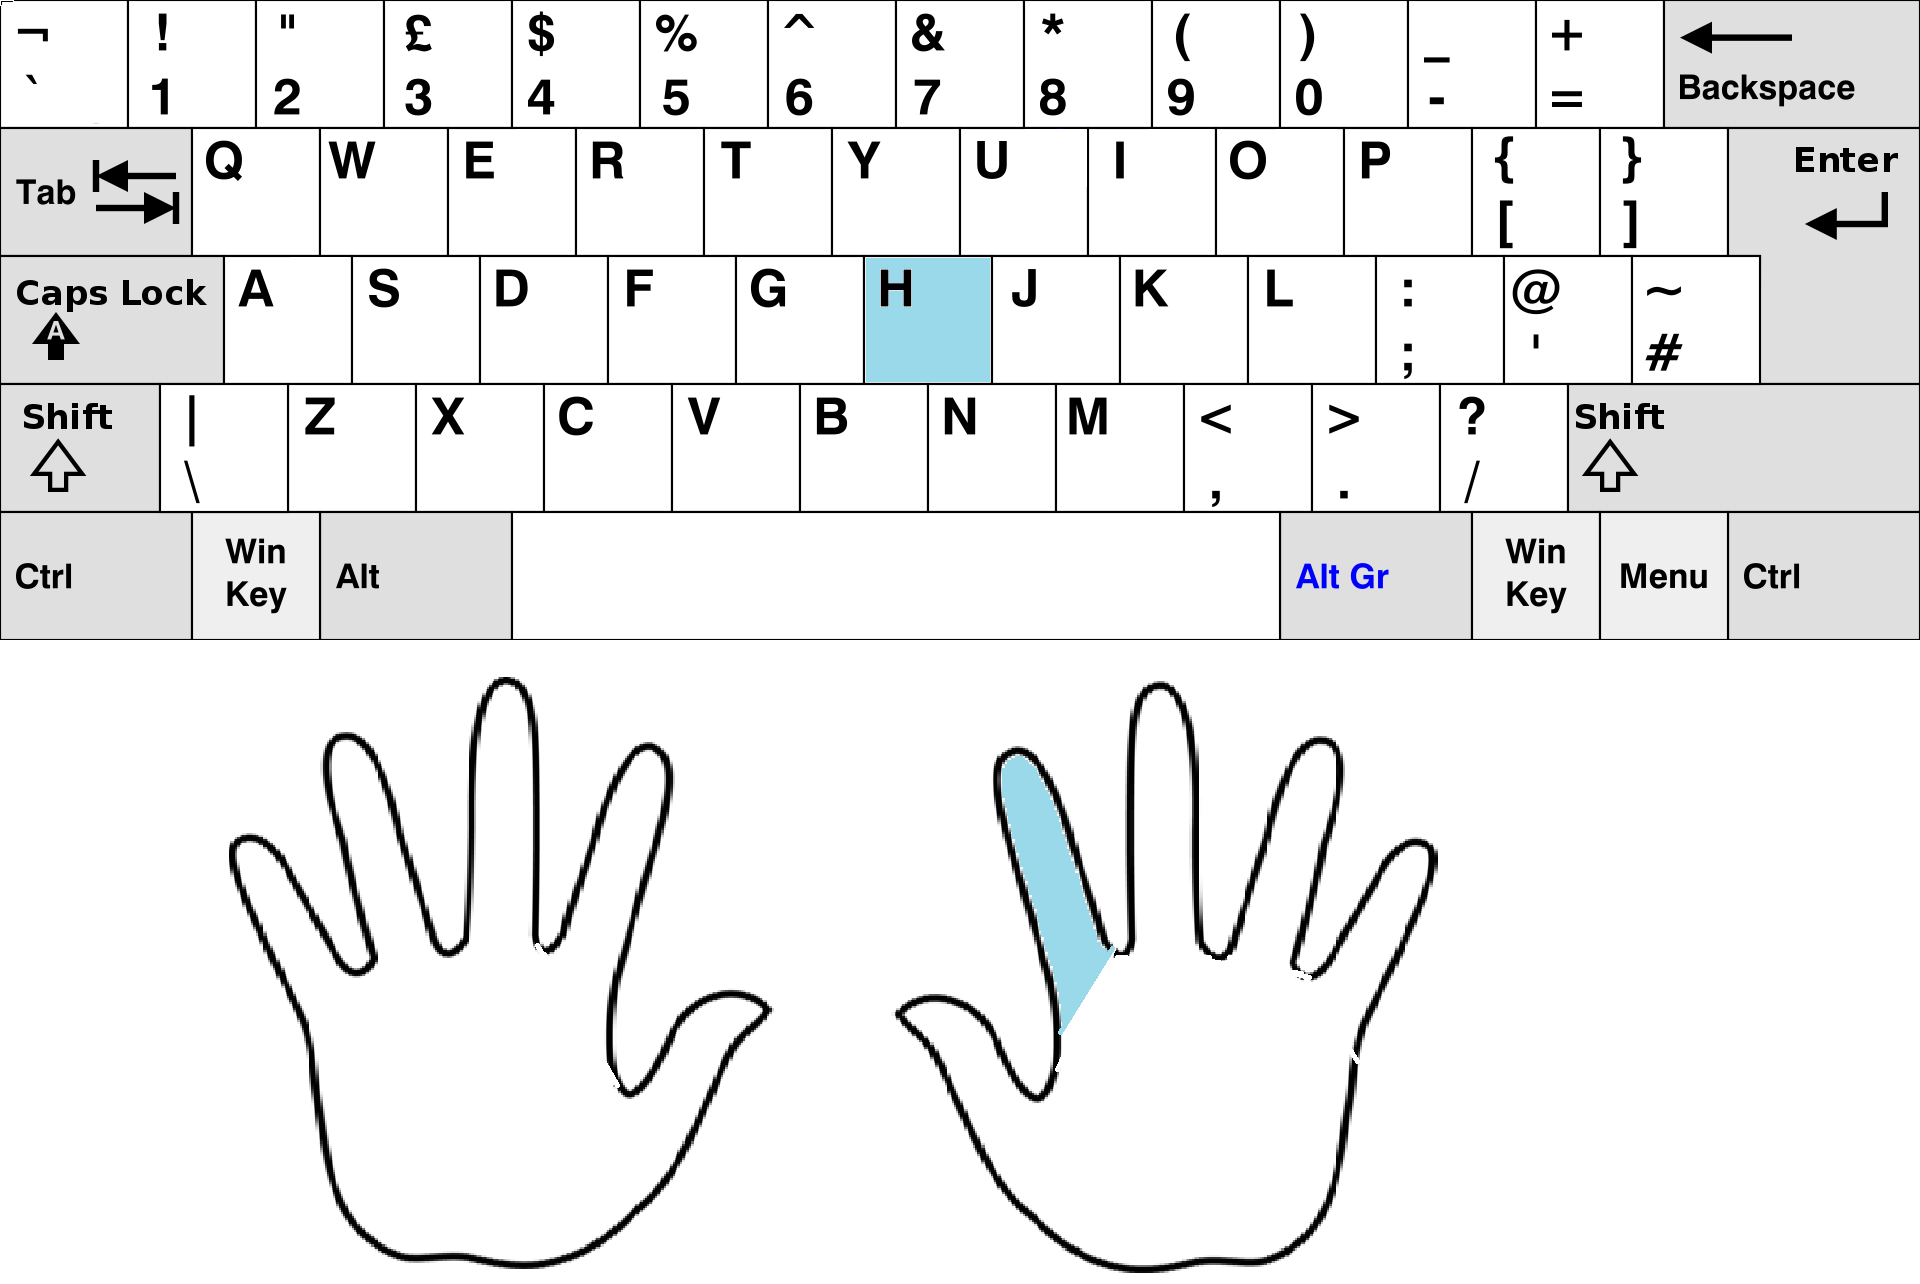 ¬ ! " £ $ % ^ & * ( ) _ +
` 1 2 3 4 5 6 7 8 9 0 - = Backspace
Tab Q W E R T Y U I O P { } Enter
[ ]
Caps Lock A S D F G H J K L : @ ~
A ; ' #
Shift | Z X C V B N M < > ? Shift
\ , . /
Ctrl Win Key Alt Alt Gr Win Key Menu Ctrl